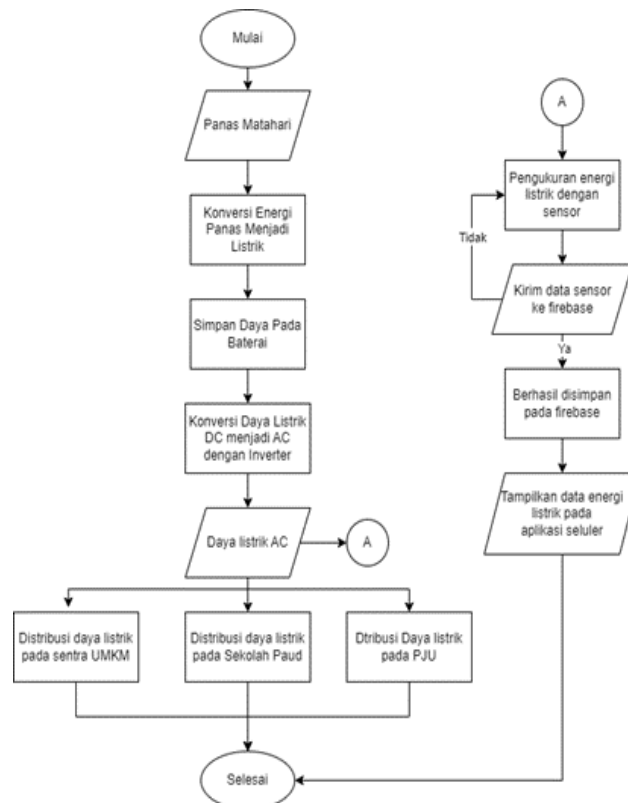 Mulai
Panas Matahari
Konversi Energi
Panas Menjadi
Listrik
Simpan Daya Pada
Baterai
Konversi Daya Listrik
DC menjadi AC
dengan Inverter
Daya listrik AC
A
Distribusi daya listrik
pada sentra UMKM
Distribusi daya listrik
pada Sekolah Paud
Dtribusi Daya listrik
pada PJU
Selesai
A
Pengukuran energi
listrik dengan
sensor
Tidak
Kirim data sensor
ke firebase
Ya
Berhasil disimpan
pada firebase
Tampilkan data energi
listrik pada
aplikasi seluler